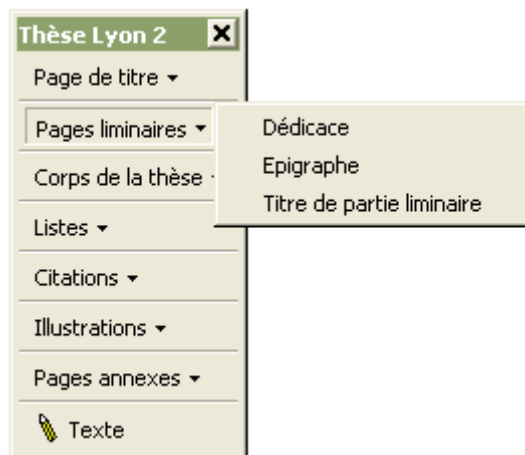 Thèse Lyon 2
Page de titre
Pages liminaires
Dédicace
Epigraphe
Titre de partie liminaire
Corps de la thèse
Listes
Citations
Illustrations
Pages annexes
Texte